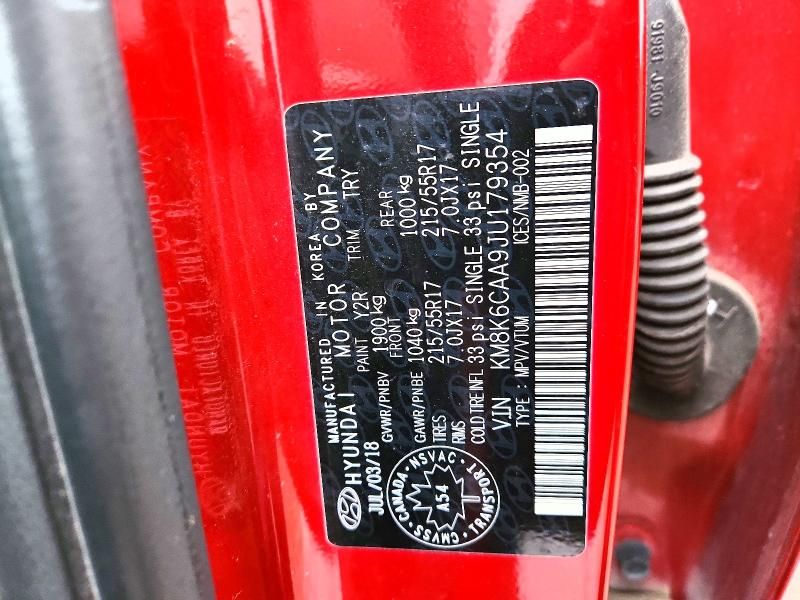 MANUFACTURED IN KOREA BY
HYUNDAI MOTOR COMPANY
JUL/03/18 PAINT Y2R TRIM TRY
GVWR/PNBV 1900 kg
FRONT REAR
GAWR/PNBE 1040 kg 1000 kg
TIRES 215/55R17 215/55R17
RIMS 7.0JX17 7.0JX17
COLD TIRE INFL. 33 psi SINGLE 33 psi SINGLE
VIN KM8K6CAA9JU179354
TYPE : MPV/VTUM ICES/NMB-002
CANADA · NSVAC · TRANSPORT · CMVSS
A54
91981 J9010